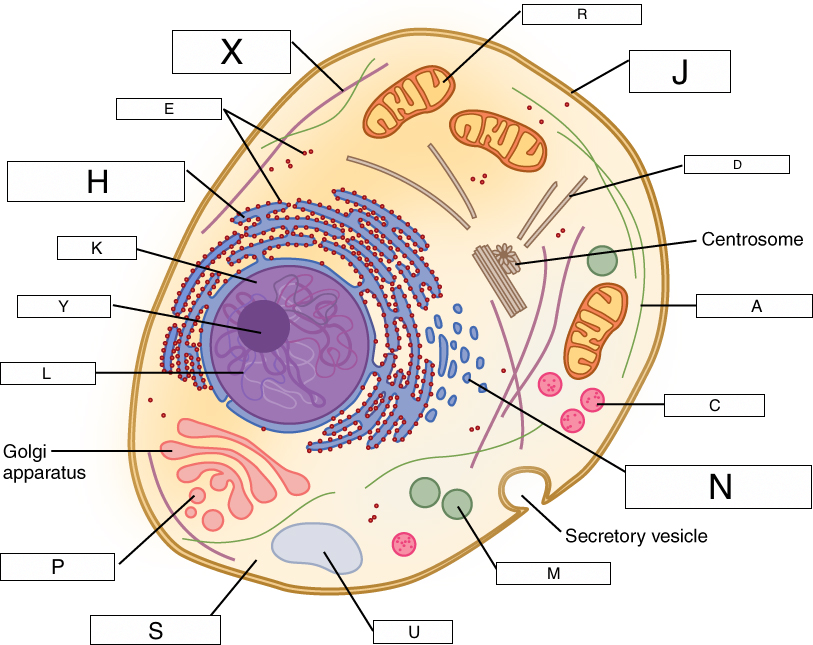 R
X
J
E
D
H
Centrosome
K
Y
A
L
C
Golgi
apparatus
N
Secretory vesicle
P
M
S
U